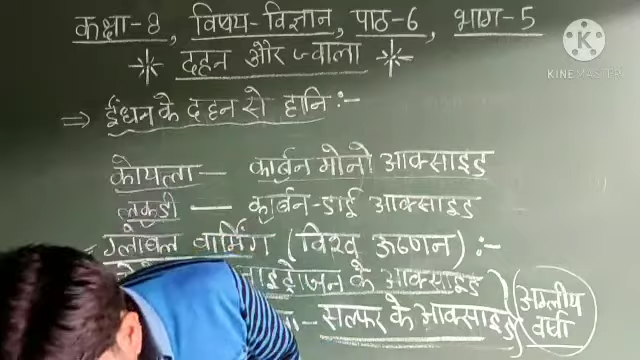 कक्षा-8, विषय-विज्ञान, पाठ-6, भाग-5
दहन और ज्वाला
⇒ ईंधन के दहन से हानि :-
कोयला - कार्बन मोनो आक्साइड
लकडी - कार्बन-डाई आक्साइड
ग्लोबल वार्मिंग (विश्व ऊष्णन) :-
नाइट्रोजन के आक्साइड
- सल्फर के आक्साइड
अम्लीय वर्षा
KINEMASTER